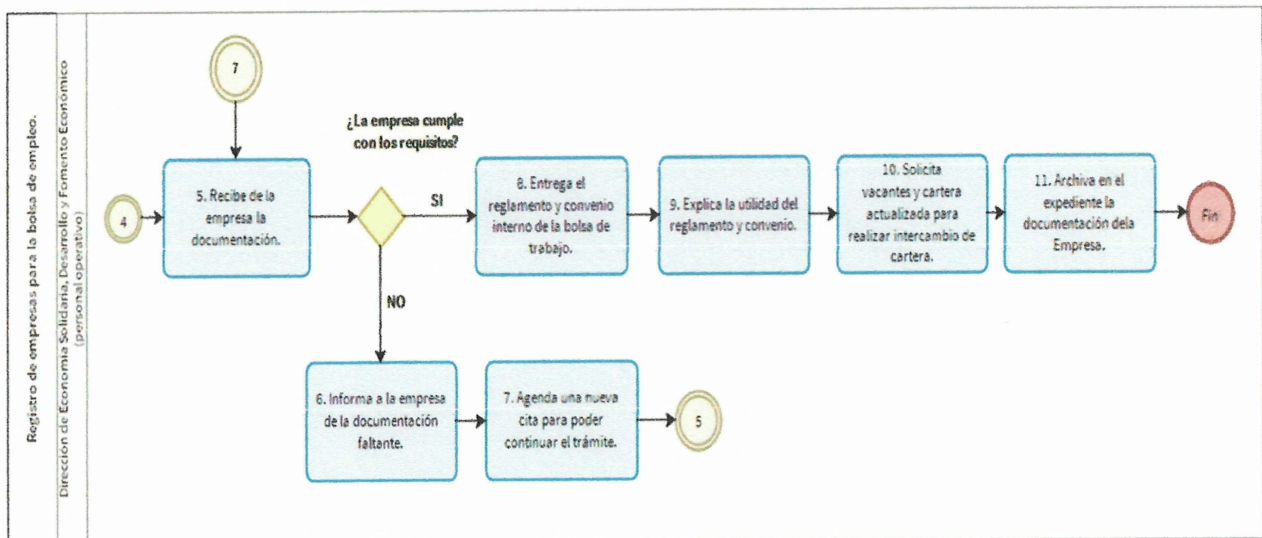 Registro de empresas para la bolsa de empleo.
Dirección de Economía Solidaria, Desarrollo y Fomento Económico
(personal operativo)
7
4
5. Recibe de la
empresa la
documentación.
¿La empresa cumple
con los requisitos?
SI
8. Entrega el
reglamento y convenio
interno de la bolsa de
trabajo.
9. Explica la utilidad del
reglamento y convenio.
10. Solicita
vacantes y cartera
actualizada para
realizar intercambio de
cartera.
11. Archiva en el
expediente la
documentación dela
Empresa.
Fin
NO
6. Informa a la empresa
de la documentación
faltante.
7. Agenda una nueva
cita para poder
continuar el trámite.
5